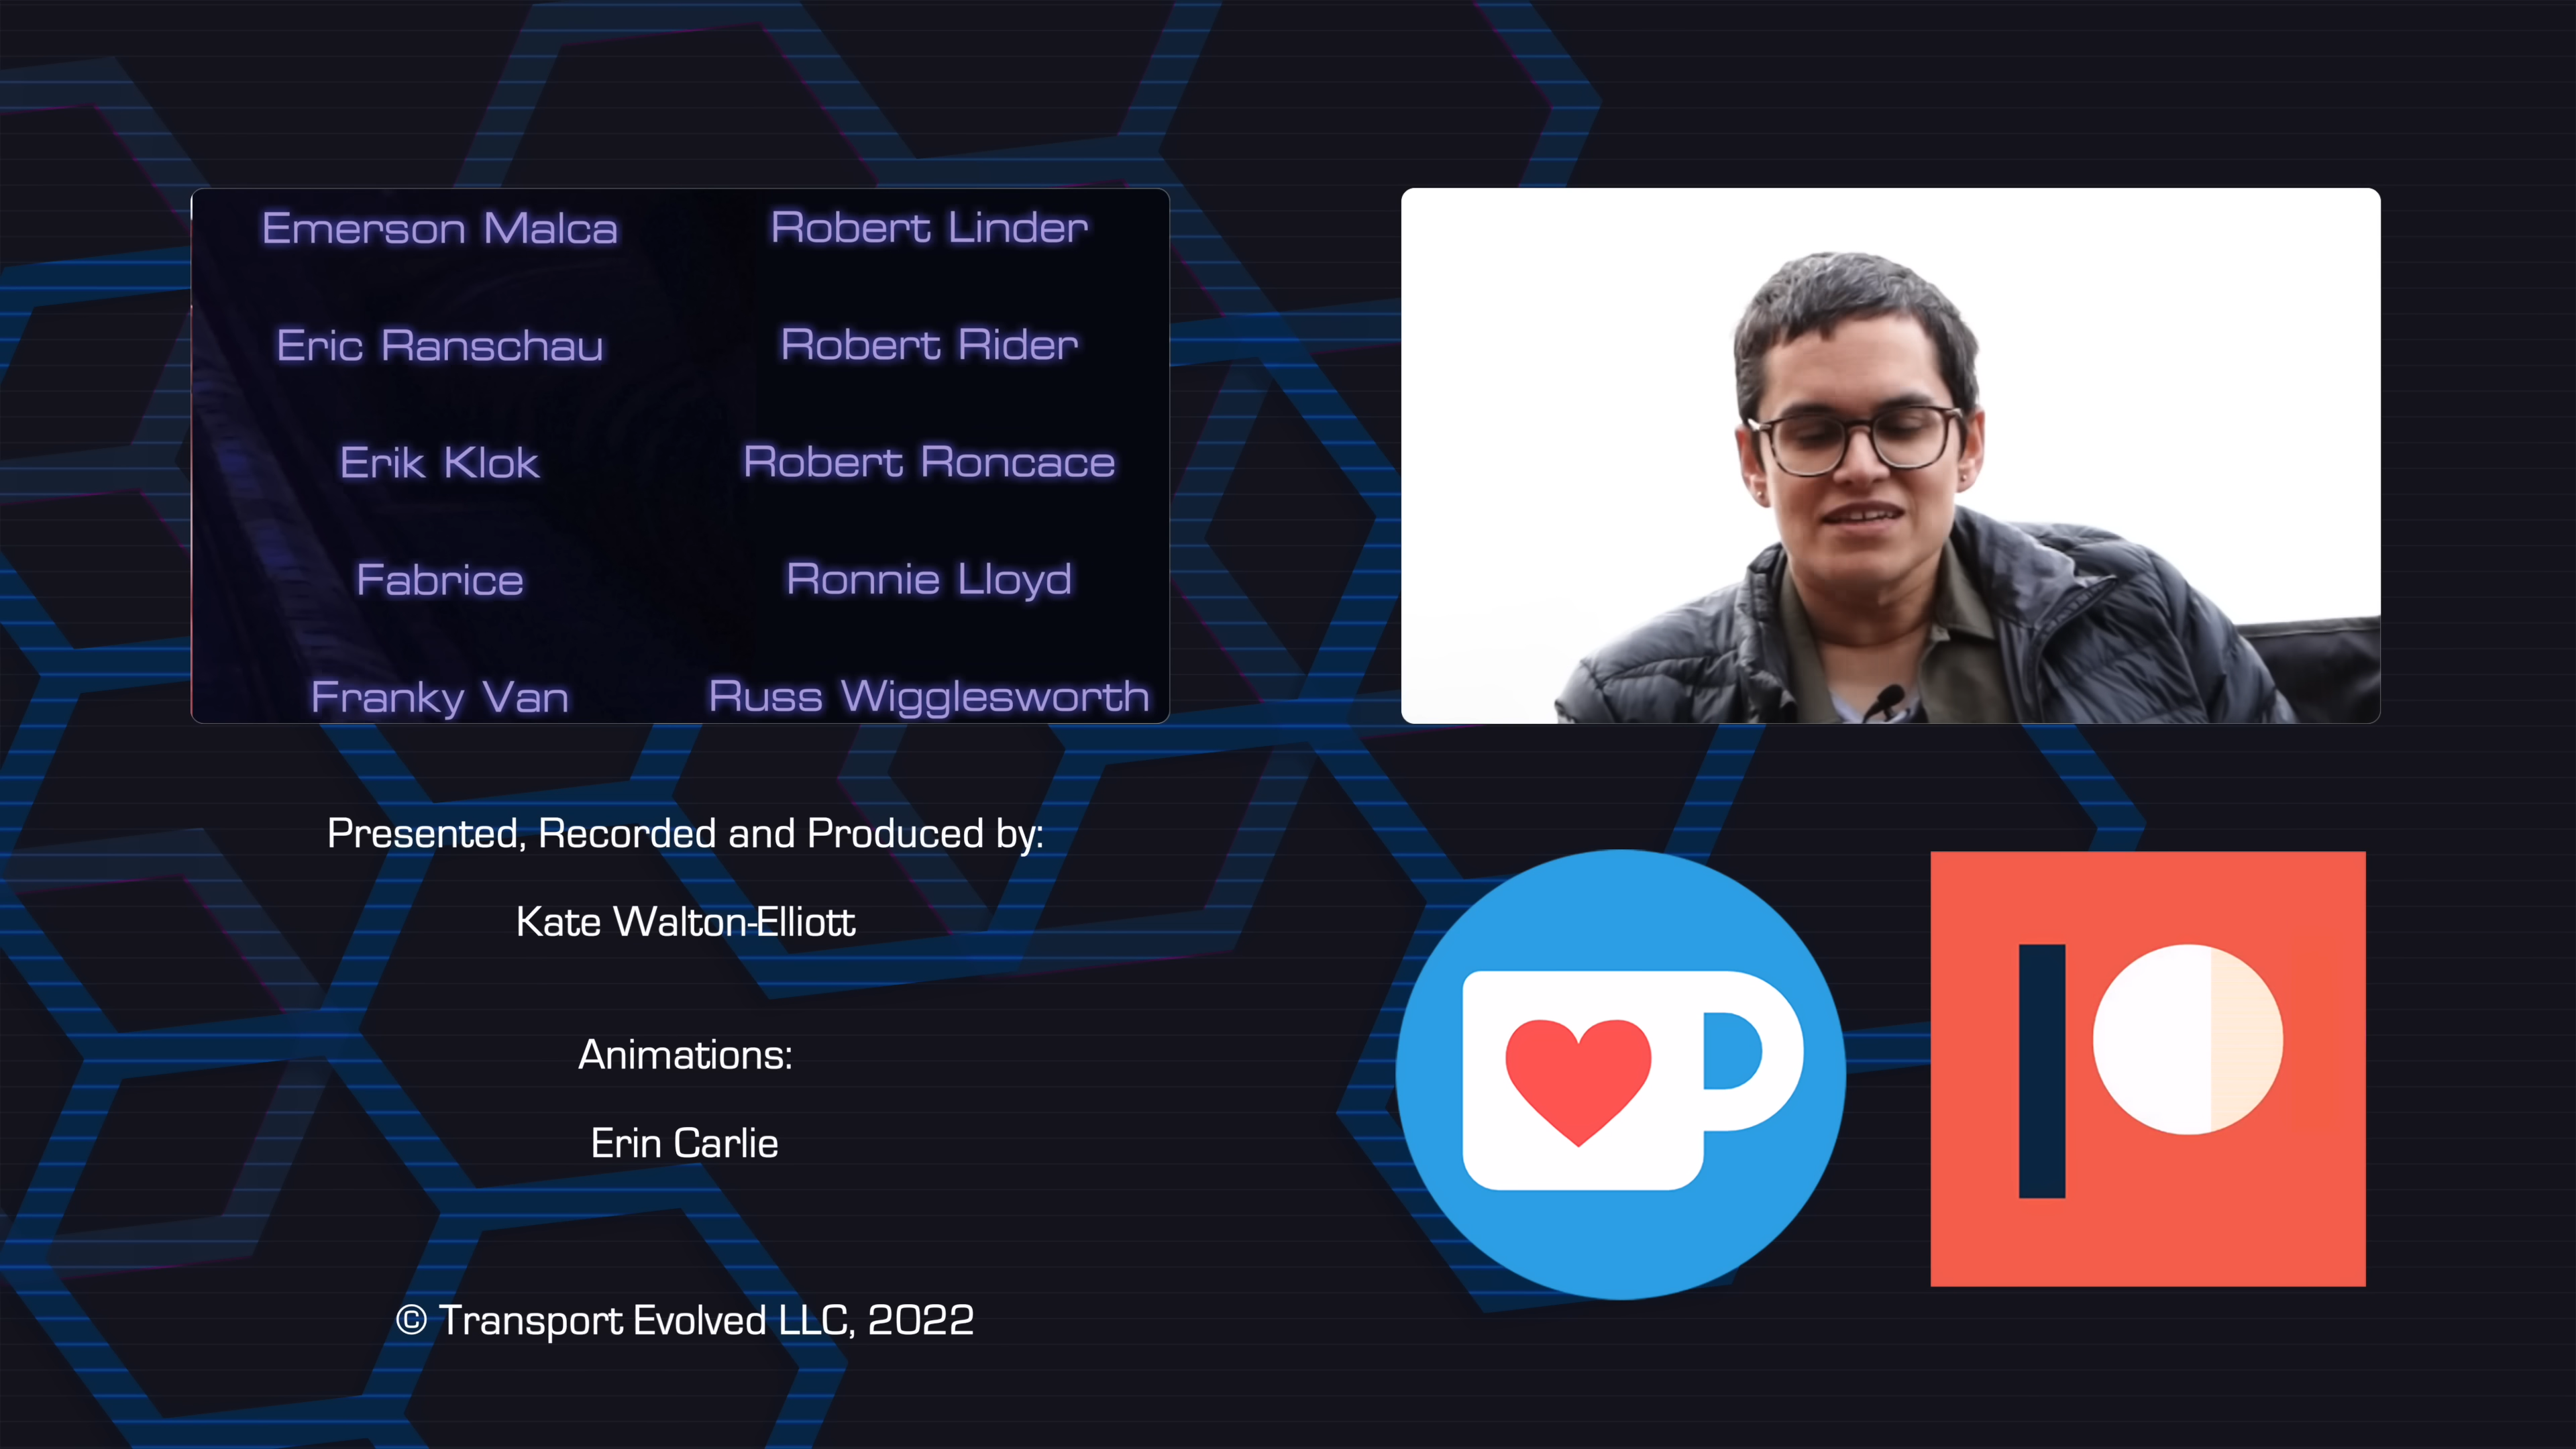 Emerson Malca
Robert Linder
Eric Ranschau
Robert Rider
Erik Klok
Robert Roncace
Fabrice
Ronnie Lloyd
Franky Van
Russ Wigglesworth
Presented, Recorded and Produced by:
Kate Walton-Elliott
Animations:
Erin Carlie
© Transport Evolved LLC, 2022